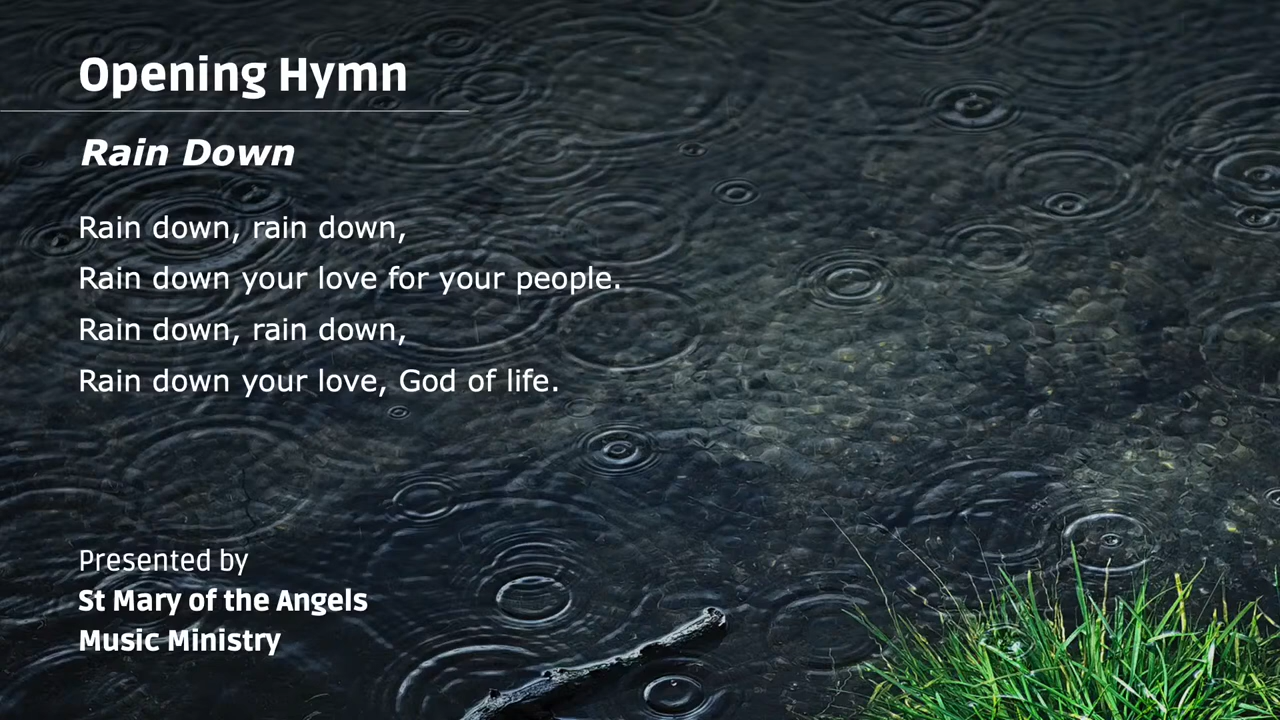 Opening Hymn
Rain Down
Rain down, rain down,
Rain down your love for your people.
Rain down, rain down,
Rain down your love, God of life.
Presented by
St Mary of the Angels
Music Ministry